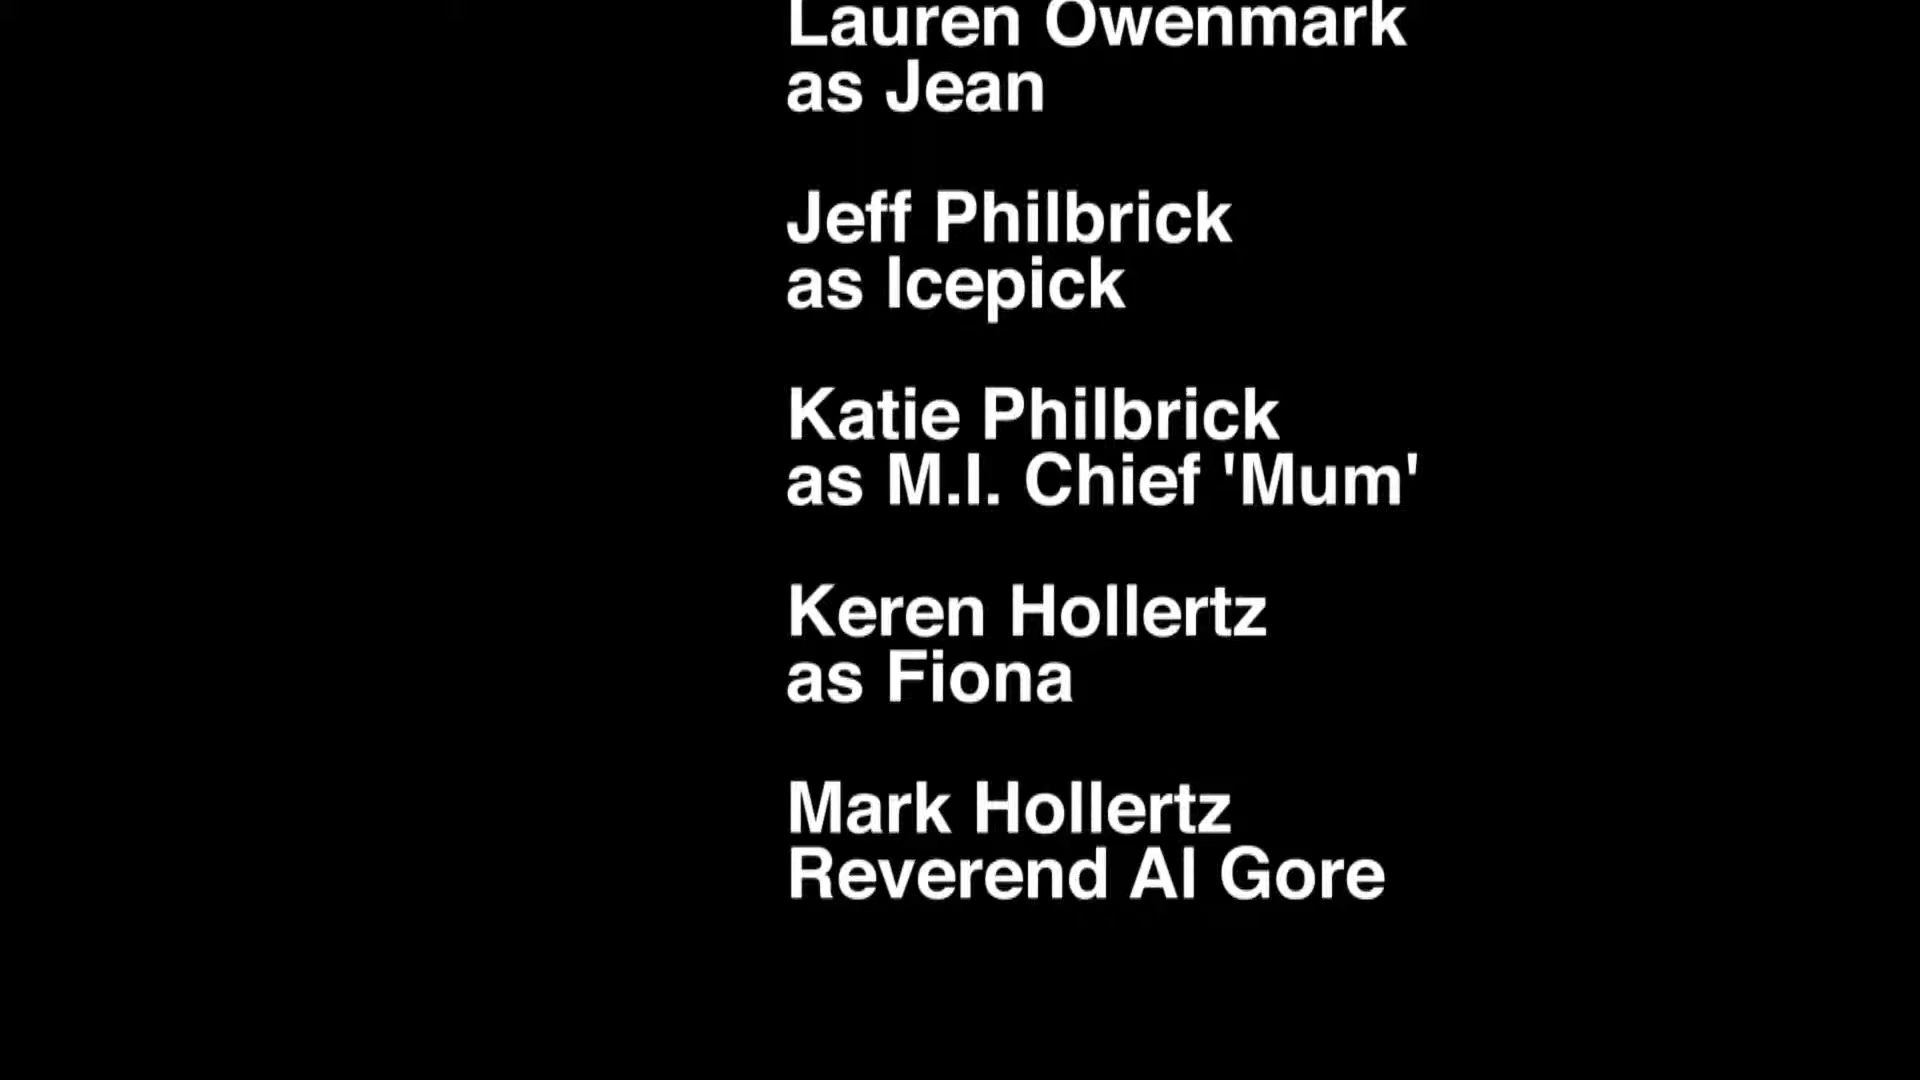 Lauren Owenmark
as Jean
Jeff Philbrick
as Icepick
Katie Philbrick
as M.I. Chief 'Mum'
Keren Hollertz
as Fiona
Mark Hollertz
Reverend Al Gore